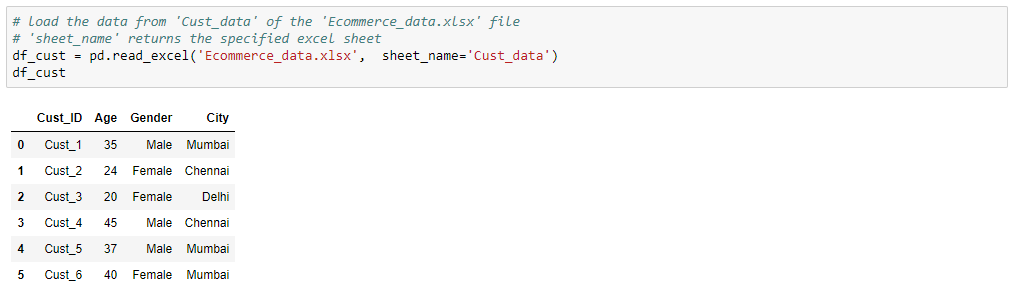 # load the data from 'Cust_data' of the 'Ecommerce_data.xlsx' file
# 'sheet_name' returns the specified excel sheet
df_cust = pd.read_excel('Ecommerce_data.xlsx',  sheet_name='Cust_data')
df_cust
Cust_ID Age Gender City
0 Cust_1 35 Male Mumbai
1 Cust_2 24 Female Chennai
2 Cust_3 20 Female Delhi
3 Cust_4 45 Male Chennai
4 Cust_5 37 Male Mumbai
5 Cust_6 40 Female Mumbai